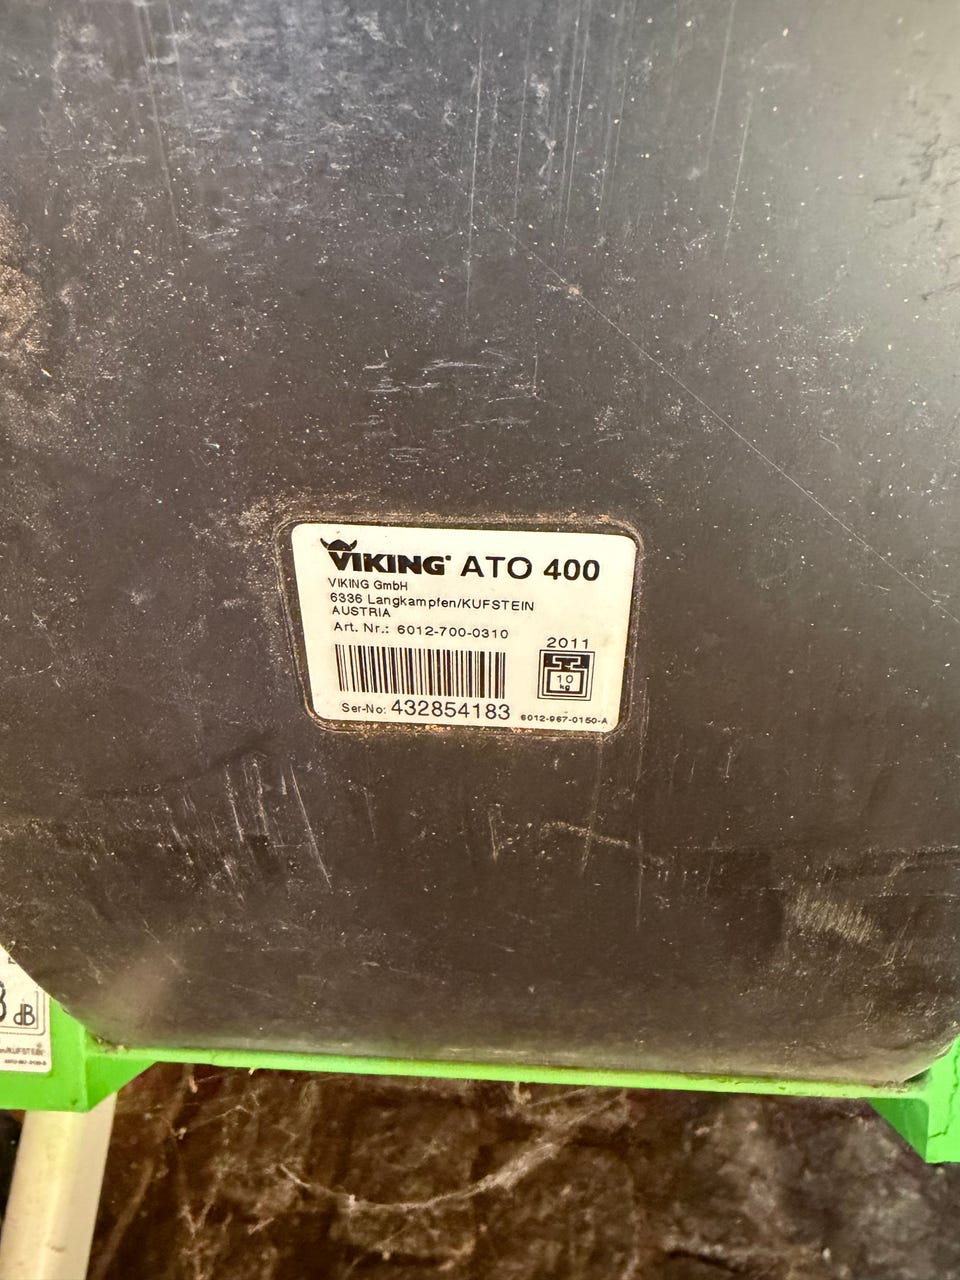 VIKING® ATO 400
VIKING GmbH
6336 Langkampfen/KUFSTEIN
AUSTRIA
Art. Nr.: 6012-700-0310
2011
10
kg
Ser-No: 432854183
6012-967-0150-A
dB
/KUFSTEIN